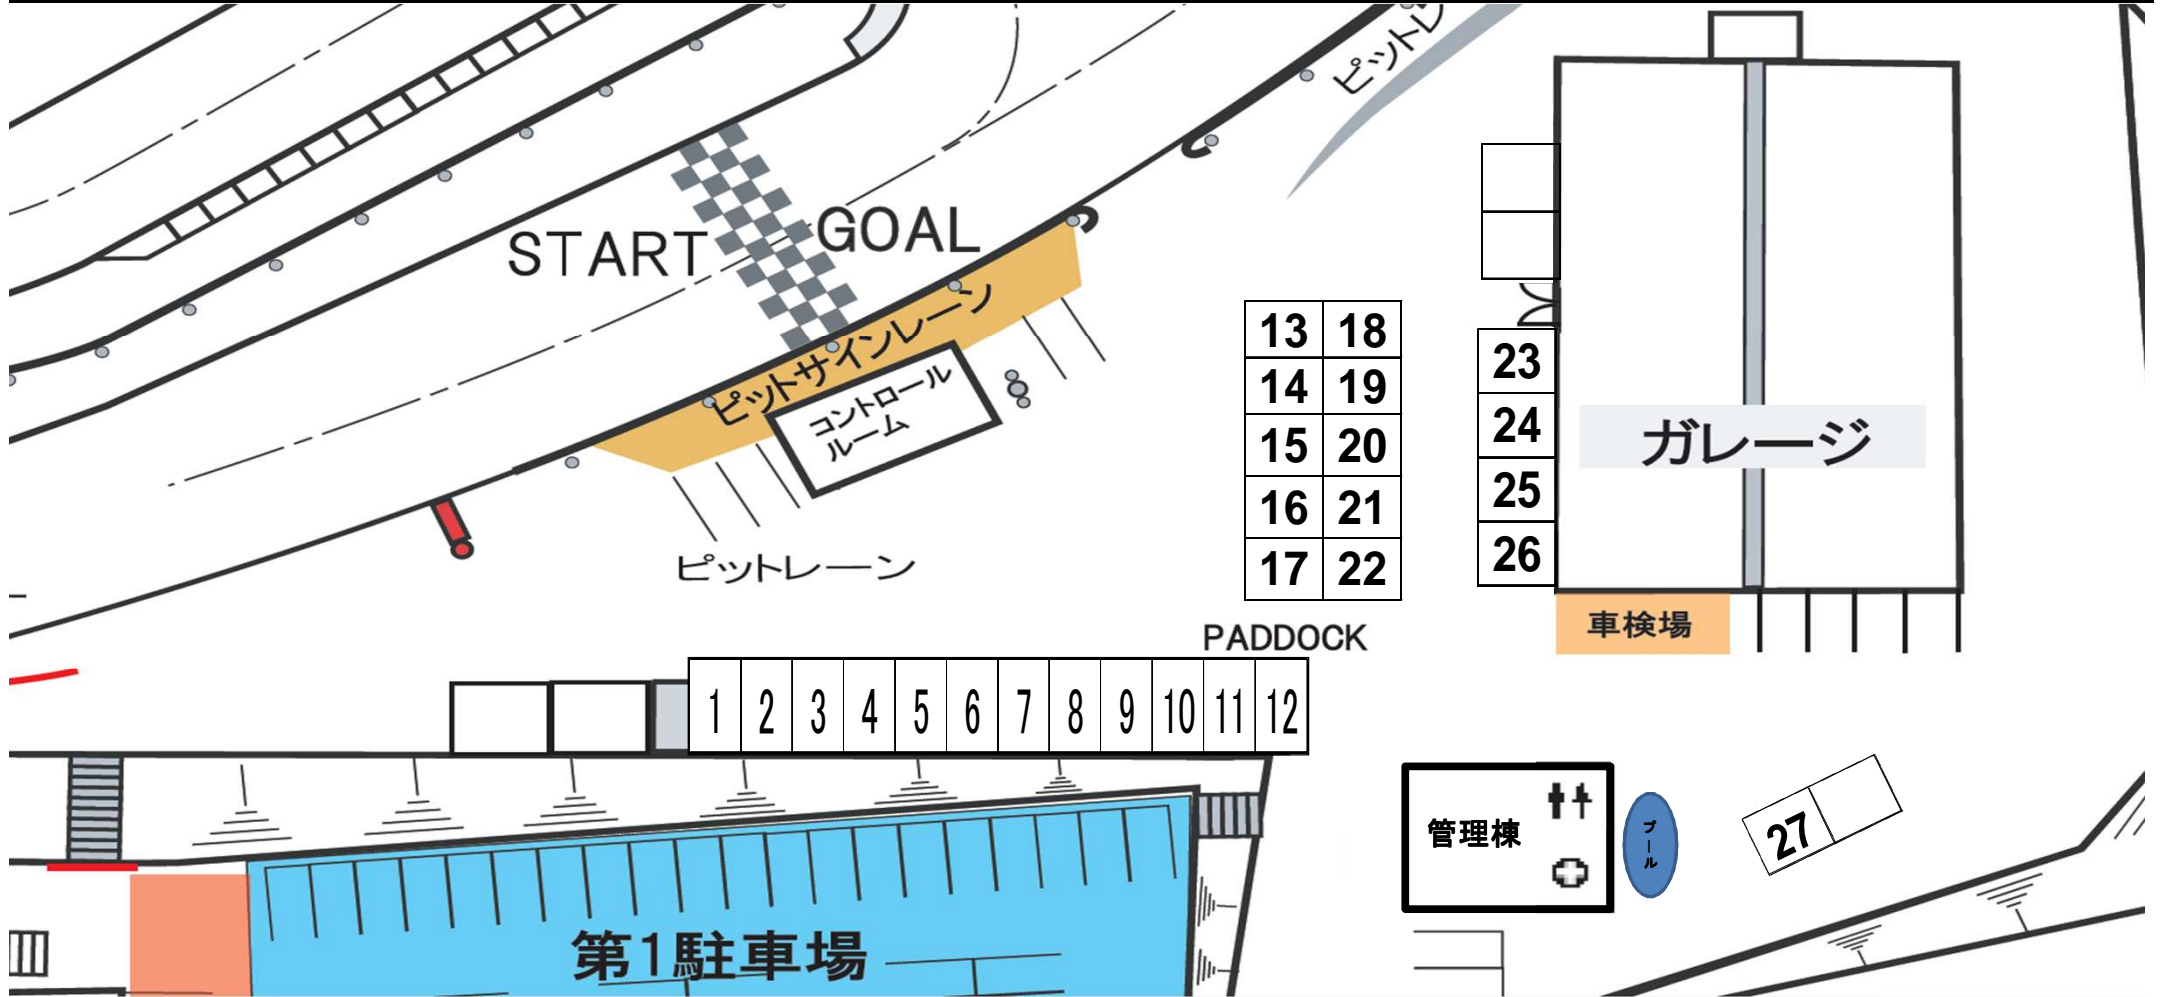 ピットレ
START
GOAL
ピットサインレーン
コントロール
ルーム
ピットレーン
13 18
14 19
15 20
16 21
17 22
23
24
25
26
ガレージ
車検場
PADDOCK
1 2 3 4 5 6 7 8 9 10 11 12
管理棟
プール
27
第1駐車場